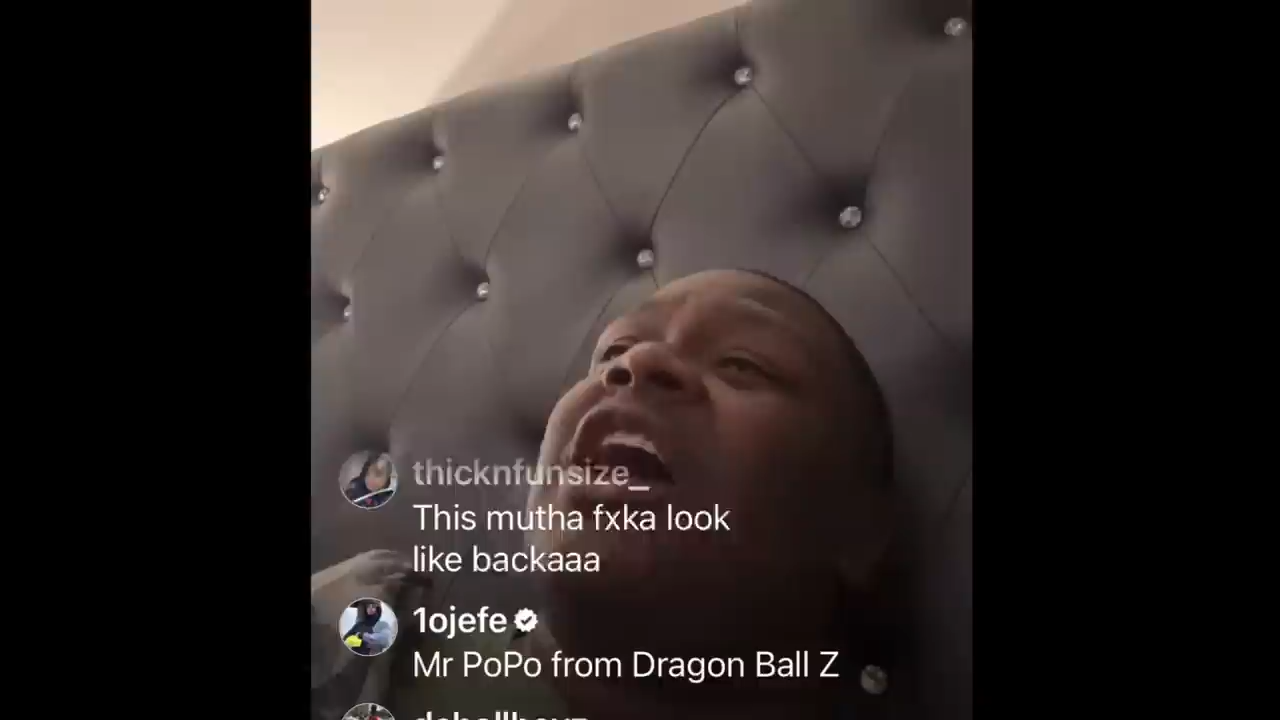 thicknfunsize_
This mutha fxka look
like backaaa
1ojefe
Mr PoPo from Dragon Ball Z